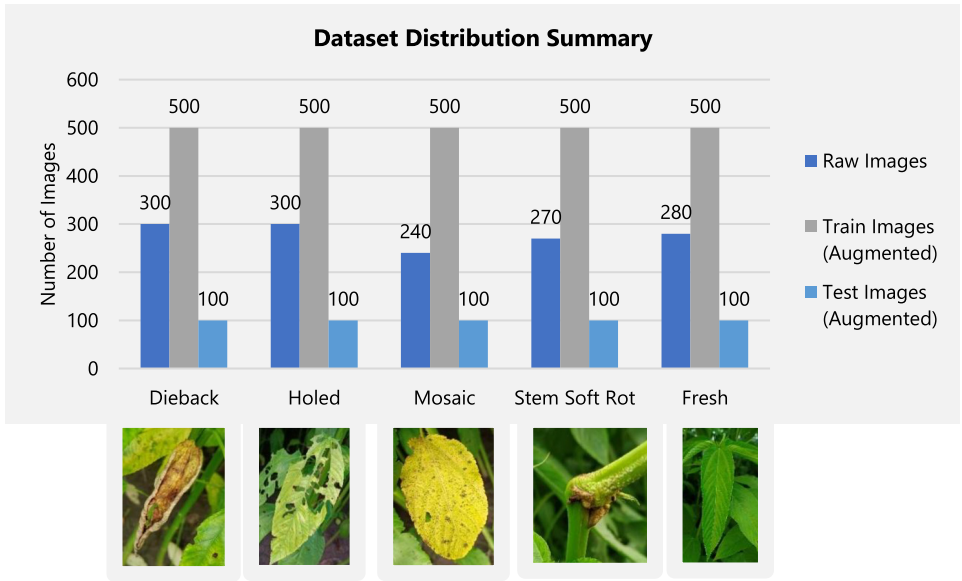 Dataset Distribution Summary
Number of Images
600
500
400
300
200
100
0
500
500
500
500
500
300
300
240
270
280
100
100
100
100
100
Dieback
Holed
Mosaic
Stem Soft Rot
Fresh
Raw Images
Train Images
(Augmented)
Test Images
(Augmented)